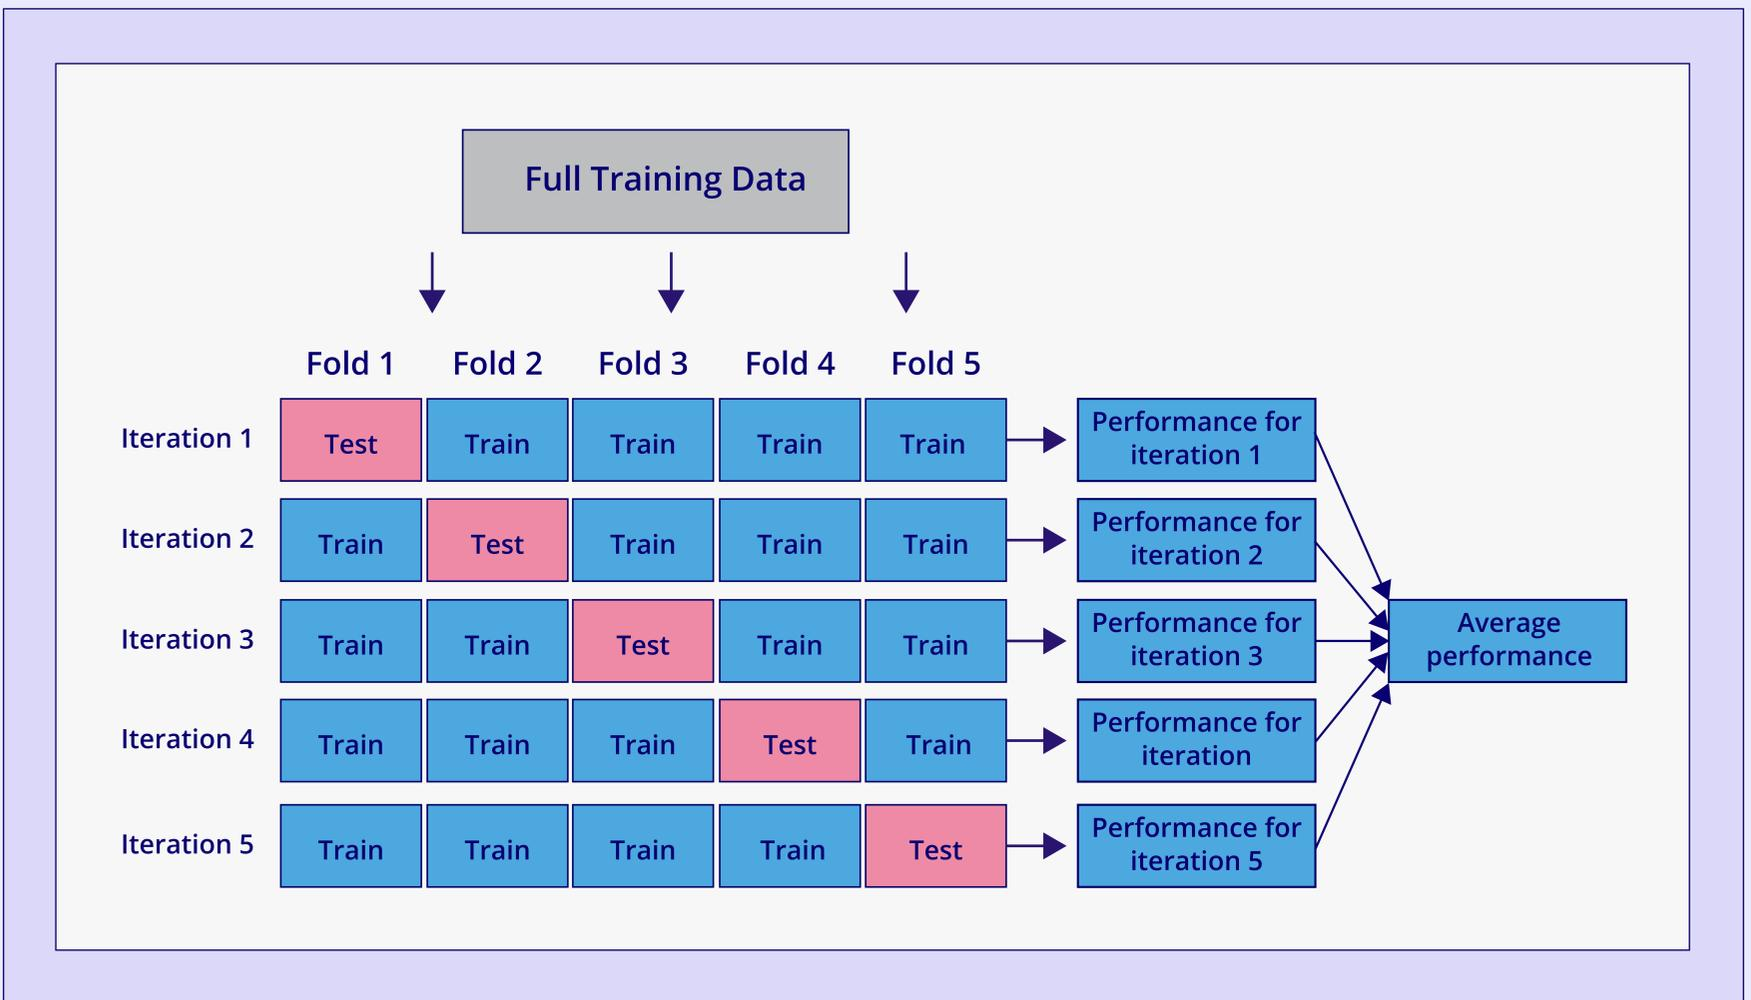 Full Training Data
Fold 1 Fold 2 Fold 3 Fold 4 Fold 5
Iteration 1 Test Train Train Train Train Performance for
iteration 1
Iteration 2 Train Test Train Train Train Performance for
iteration 2
Iteration 3 Train Train Test Train Train Performance for
iteration 3
Average
performance
Iteration 4 Train Train Train Test Train Performance for
iteration
Iteration 5 Train Train Train Train Test Performance for
iteration 5